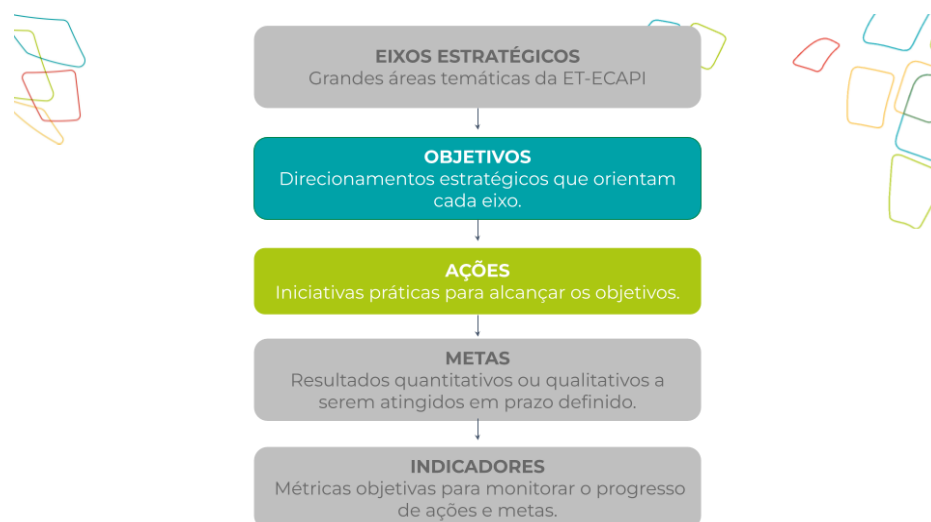 EIXOS ESTRATÉGICOS
Grandes áreas temáticas da ET-ECAPI
OBJETIVOS
Direcionamentos estratégicos que orientam
cada eixo.
AÇÕES
Iniciativas práticas para alcançar os objetivos.
METAS
Resultados quantitativos ou qualitativos a
serem atingidos em prazo definido.
INDICADORES
Métricas objetivas para monitorar o progresso
de ações e metas.